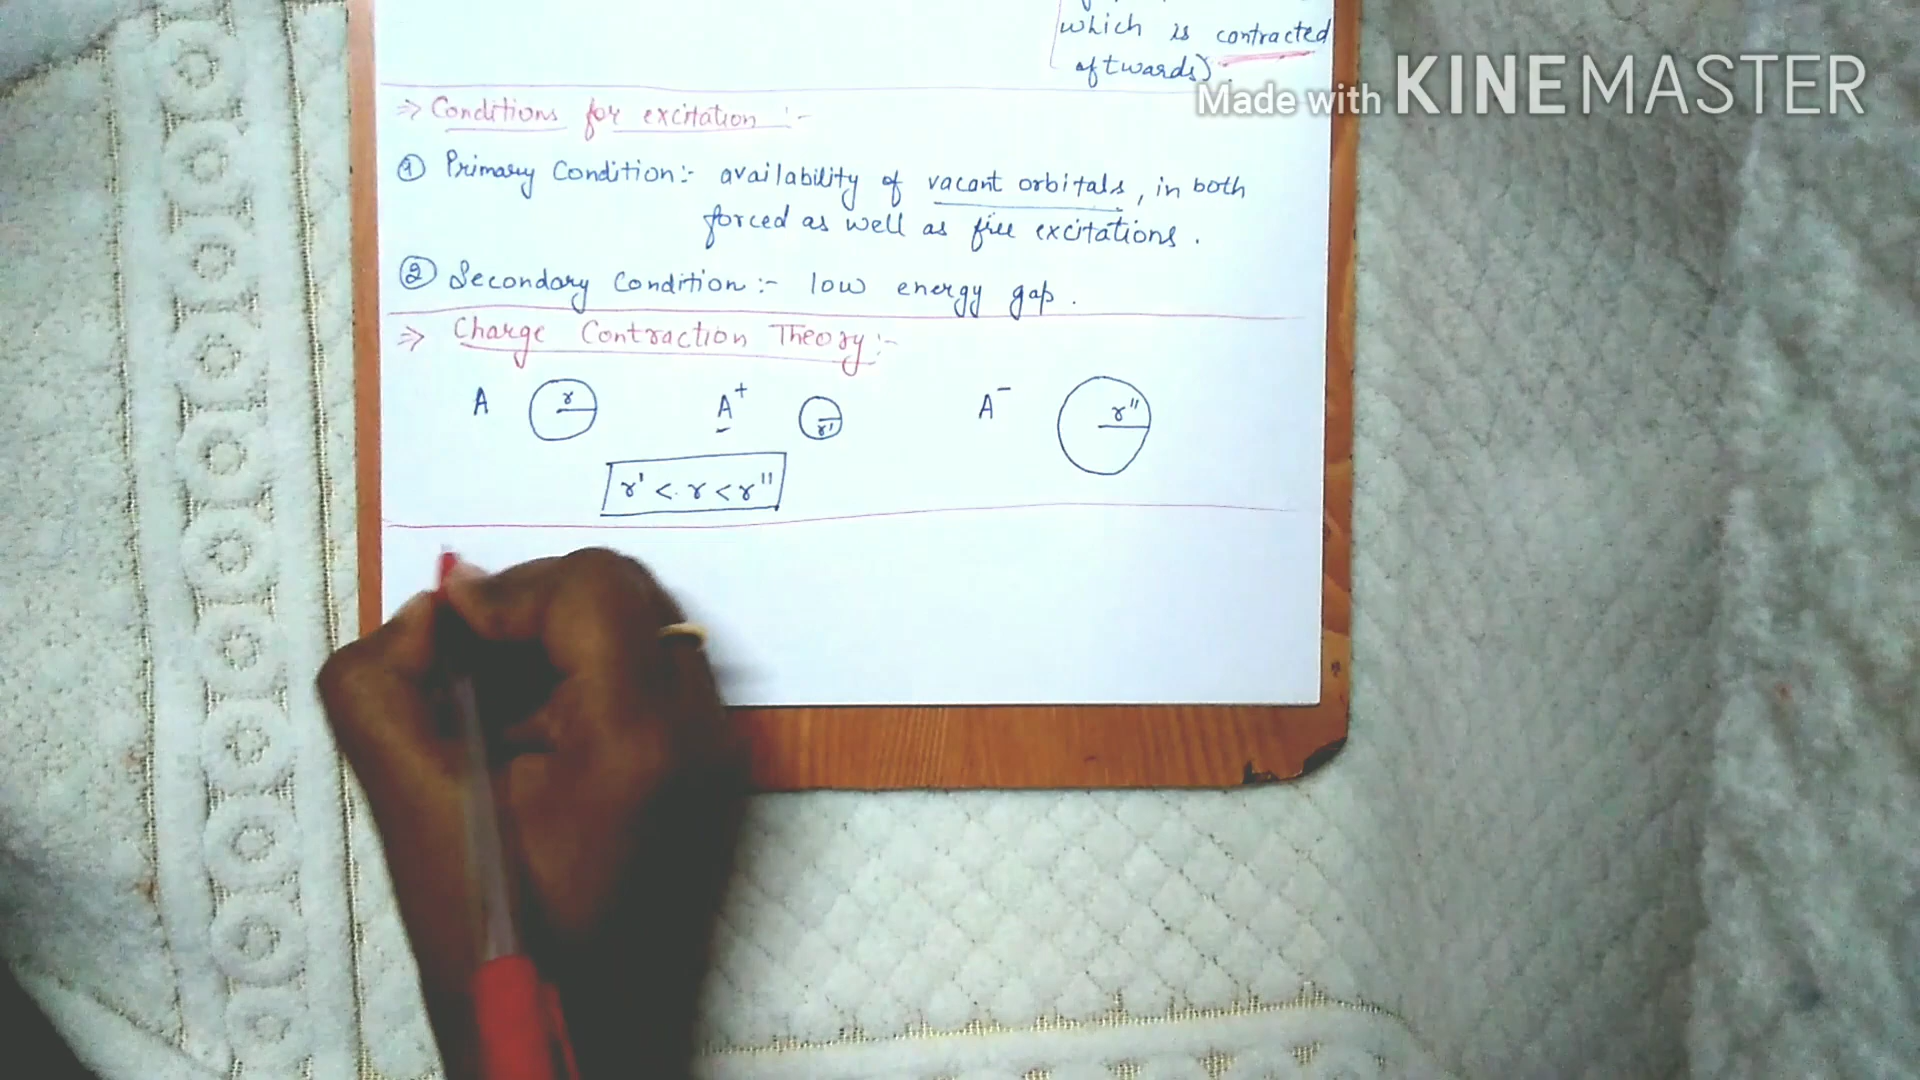 which is contracted
aftwards)
Made with KINEMASTER
⇒ Conditions for excitation :-
① Primary Condition:- availability of vacant orbitals, in both
forced as well as free excitations.
② Secondary Condition:- low energy gap.
⇒ Charge Contraction Theory:-
A r A⁺ r' A⁻ r"
r' < r < r"